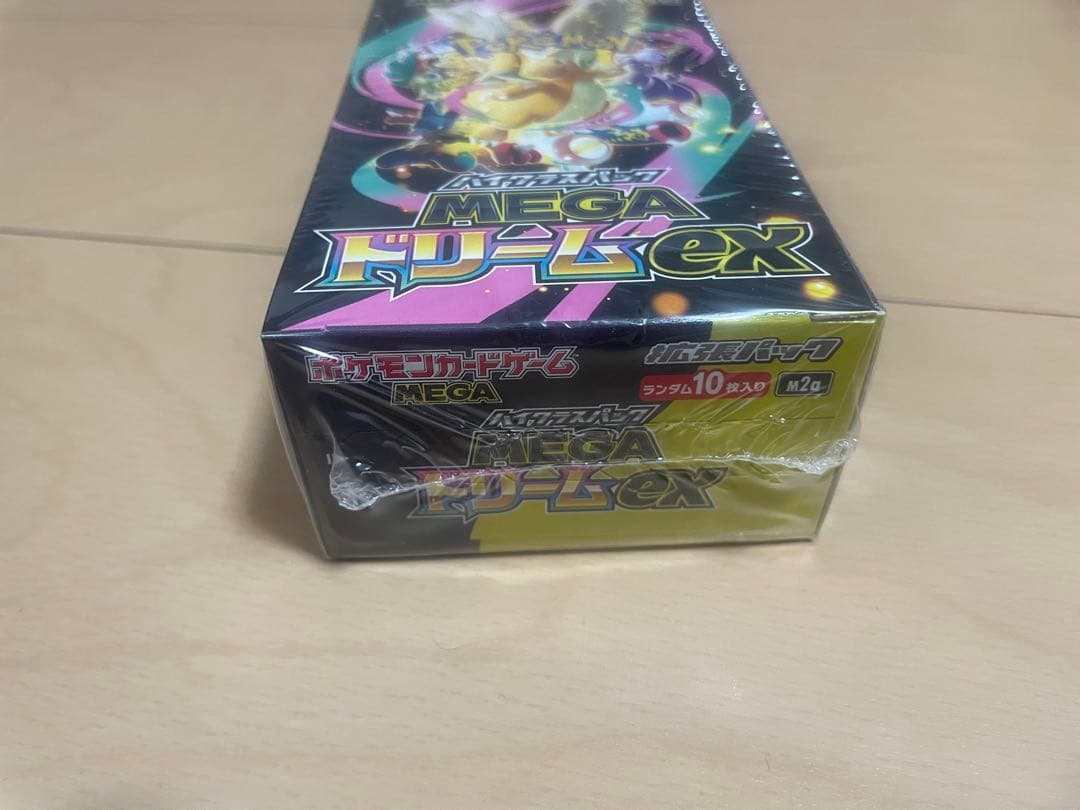 Pokémon
ハイクラスパック
MEGA
ドリームex
ポケモンカードゲーム
MEGA
拡張パック
ランダム10枚入り
M2a
ハイクラスパック
MEGA
ドリームex